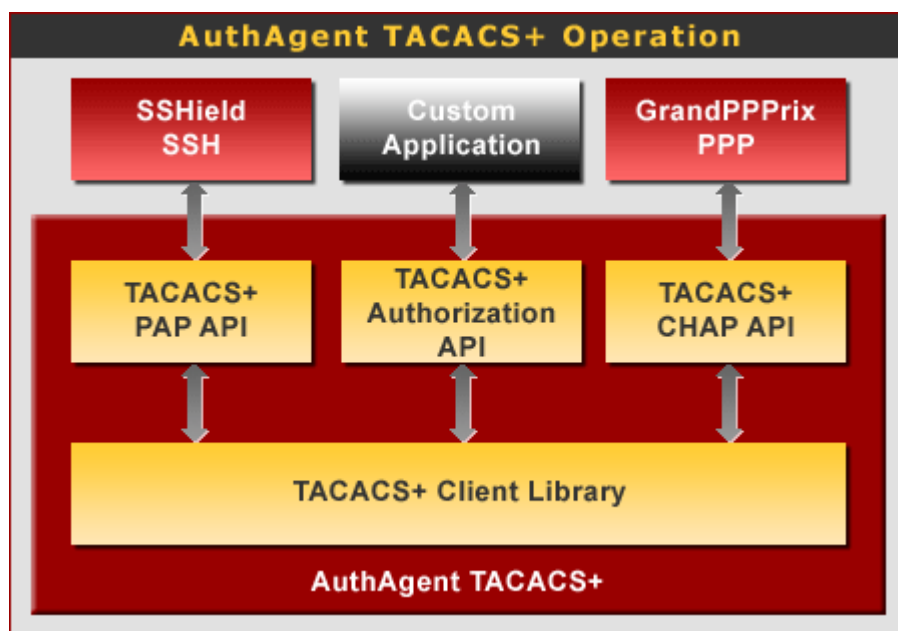 AuthAgent TACACS+ Operation
SSHield
SSH
Custom
Application
GrandPPPrix
PPP
TACACS+
PAP API
TACACS+
Authorization
API
TACACS+
CHAP API
TACACS+ Client Library
AuthAgent TACACS+